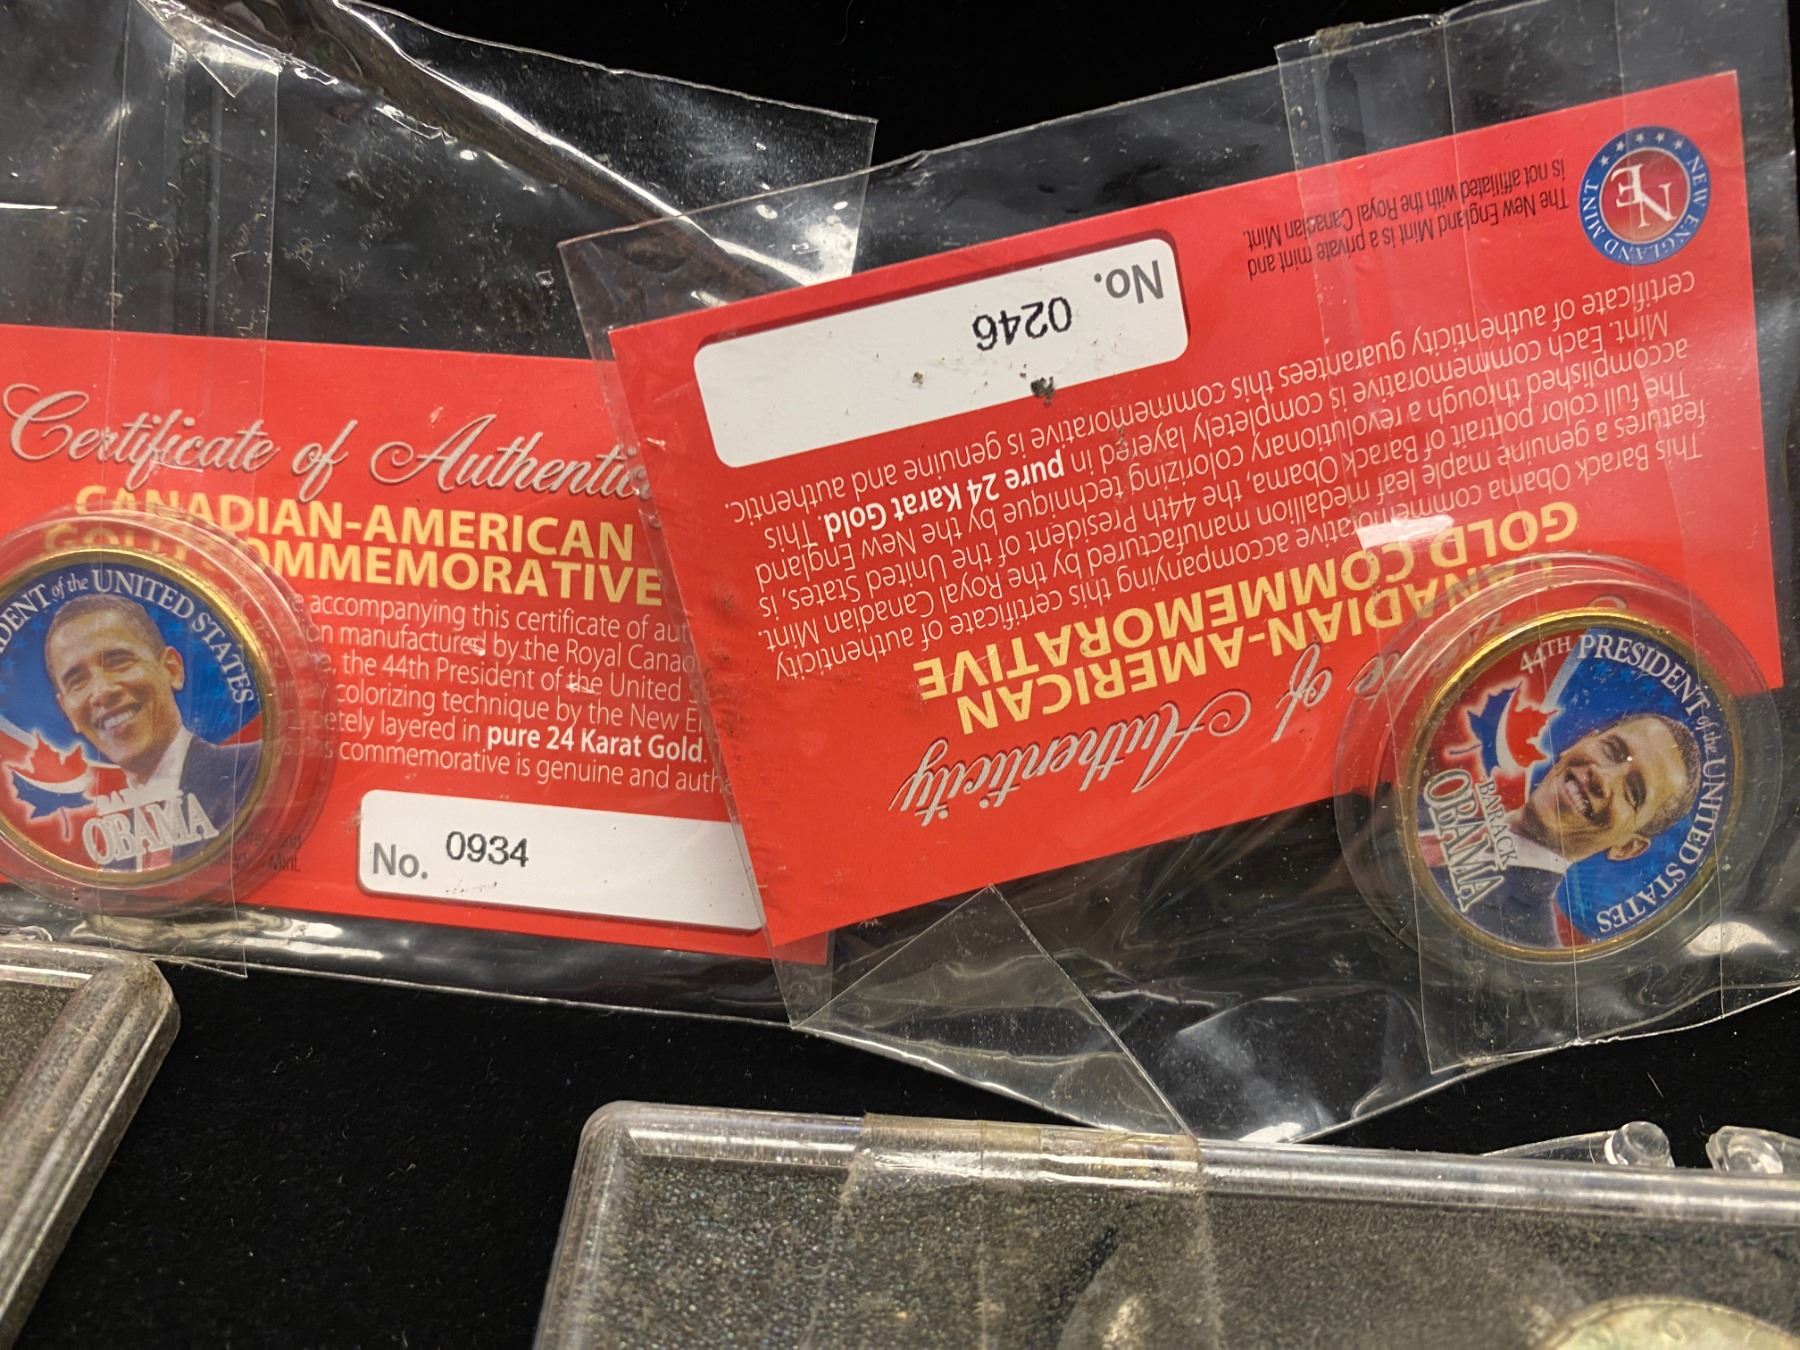 Certificate of Authentic
CANADIAN-AMERICAN
GOLD COMMEMORATIVE
accompanying this certificate of aut
on manufactured by the Royal Canad
, the 44th President of the United S
colorizing technique by the New E
etely layered in pure 24 Karat Gold.
s commemorative is genuine and auth
No. 0934
DENT of the UNITED STATES
OBAMA
of Authenticity
CANADIAN-AMERICAN
GOLD COMMEMORATIVE
This Barack Obama commemorative accompanying this certificate of authenticity
features a genuine maple leaf medallion manufactured by the Royal Canadian Mint.
The full color portrait of Barack Obama, the 44th President of the United States, is
accomplished through a revolutionary colorizing technique by the New England
Mint. Each commemorative is completely layered in pure 24 Karat Gold. This
certificate of authenticity guarantees this commemorative is genuine and authentic.
The New England Mint is a private mint and
is not affiliated with the Royal Canadian Mint.
No. 0246
NEW ENGLAND MINT
NE
44TH PRESIDENT of the UNITED STATES
BARACK
OBAMA